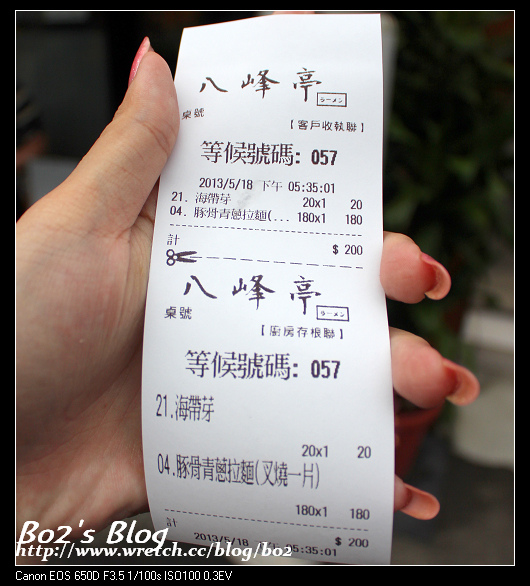 八峰亭 ラーメン
桌號
【客戶收執聯】
等候號碼: 057
2013/5/18 下午 05:35:01
21. 海帶芽 20x1 20
04. 豚骨青蔥拉麵(... 180x1 180
計 $ 200
八峰亭 ラーメン
桌號
【廚房存根聯】
等候號碼: 057
21.海帶芽
20x1 20
04.豚骨青蔥拉麵(叉燒一片)
180x1 180
計 $ 200
2013/5/18 下午 05:35:01
Bo2's Blog
http://www.wretch.cc/blog/bo2
Canon EOS 650D F3.5 1/100s ISO100 0.3EV